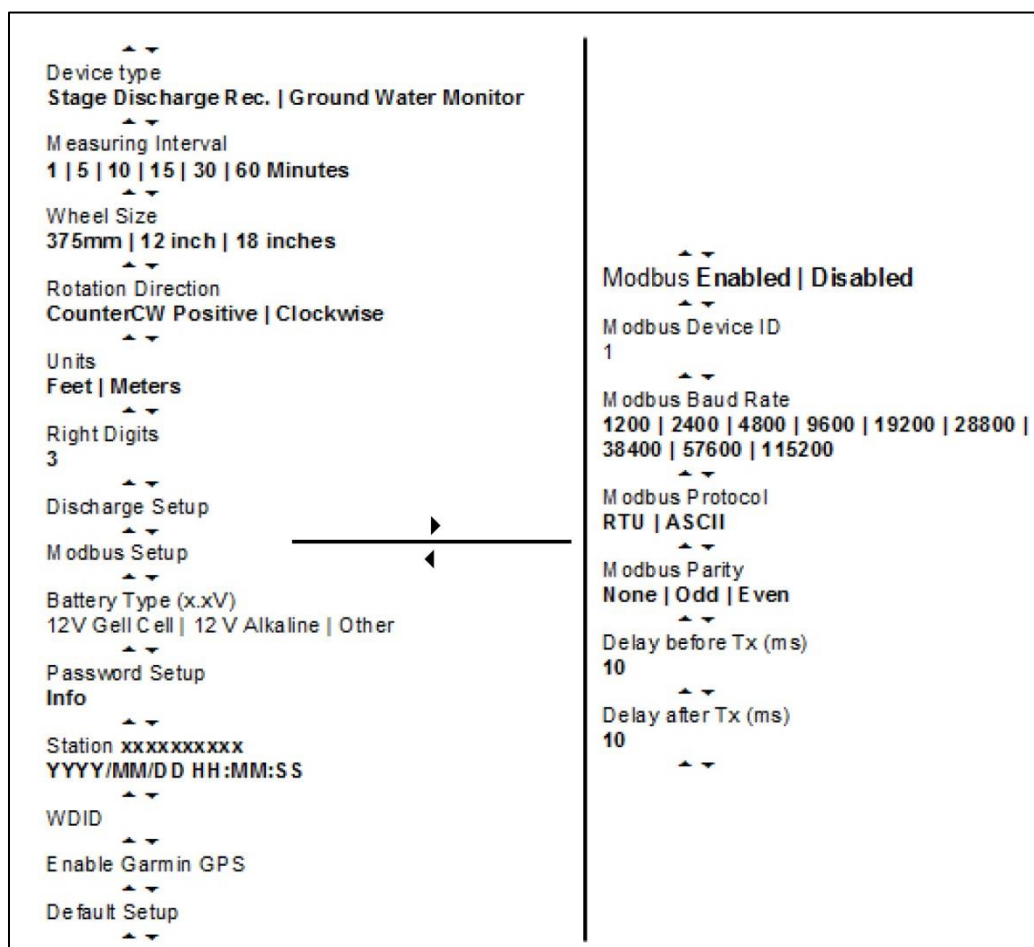 Device type
Stage Discharge Rec. | Ground Water Monitor
Measuring Interval
1 | 5 | 10 | 15 | 30 | 60 Minutes
Wheel Size
375mm | 12 inch | 18 inches
Rotation Direction
CounterCW Positive | Clockwise
Units
Feet | Meters
Right Digits
3
Discharge Setup
Modbus Setup
Battery Type (x.xV)
12V Gell Cell | 12 V Alkaline | Other
Password Setup
Info
Station xxxxxxxxxx
YYYY/MM/DD HH:MM:SS
WDID
Enable Garmin GPS
Default Setup
Modbus Enabled | Disabled
Modbus Device ID
1
Modbus Baud Rate
1200 | 2400 | 4800 | 9600 | 19200 | 28800 |
38400 | 57600 | 115200
Modbus Protocol
RTU | ASCII
Modbus Parity
None | Odd | Even
Delay before Tx (ms)
10
Delay after Tx (ms)
10